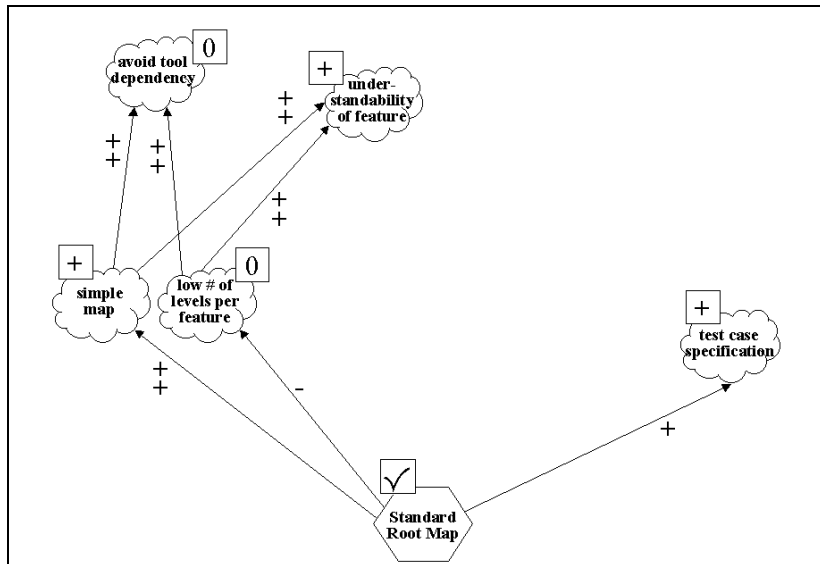 avoid tool
dependency
0
+
under-
standability
of feature
+
+
+
+
+
+
+
+
+
simple
map
0
low # of
levels per
feature
+
test case
specification
+
+
-
+
✓
Standard
Root Map